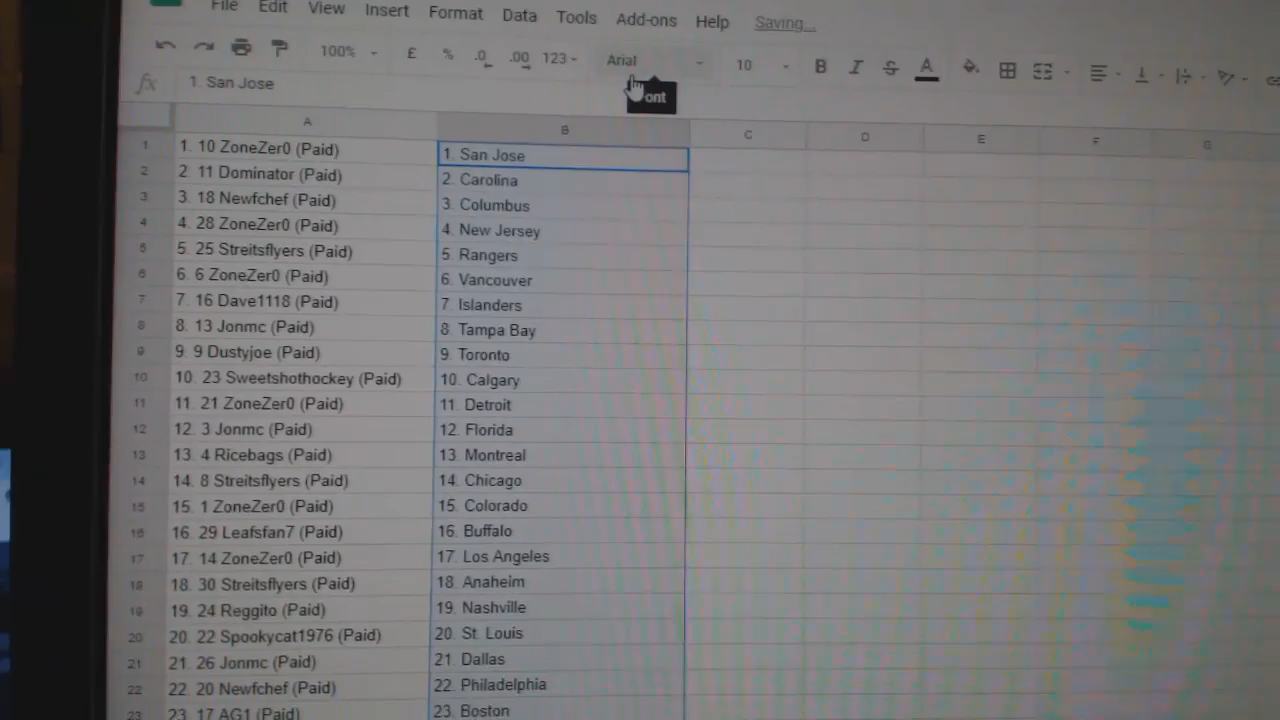 File Edit View Insert Format Data Tools Add-ons Help Saving...
100% £ % .0 .00 123 Arial 10 B I S A
fx 1. San Jose
ont
A B C D E F G
1 1. 10 ZoneZer0 (Paid) 1. San Jose
2 2. 11 Dominator (Paid) 2. Carolina
3 3. 18 Newfchef (Paid) 3. Columbus
4 4. 28 ZoneZer0 (Paid) 4. New Jersey
5 5. 25 Streitsflyers (Paid) 5. Rangers
6 6. 6 ZoneZer0 (Paid) 6. Vancouver
7 7. 16 Dave1118 (Paid) 7. Islanders
8 8. 13 Jonmc (Paid) 8. Tampa Bay
9 9. 9 Dustyjoe (Paid) 9. Toronto
10 10. 23 Sweetshothockey (Paid) 10. Calgary
11 11. 21 ZoneZer0 (Paid) 11. Detroit
12 12. 3 Jonmc (Paid) 12. Florida
13 13. 4 Ricebags (Paid) 13. Montreal
14 14. 8 Streitsflyers (Paid) 14. Chicago
15 15. 1 ZoneZer0 (Paid) 15. Colorado
16 16. 29 Leafsfan7 (Paid) 16. Buffalo
17 17. 14 ZoneZer0 (Paid) 17. Los Angeles
18 18. 30 Streitsflyers (Paid) 18. Anaheim
19 19. 24 Reggito (Paid) 19. Nashville
20 20. 22 Spookycat1976 (Paid) 20. St. Louis
21 21. 26 Jonmc (Paid) 21. Dallas
22 22. 20 Newfchef (Paid) 22. Philadelphia
23 23. 17 AG1 (Paid) 23. Boston